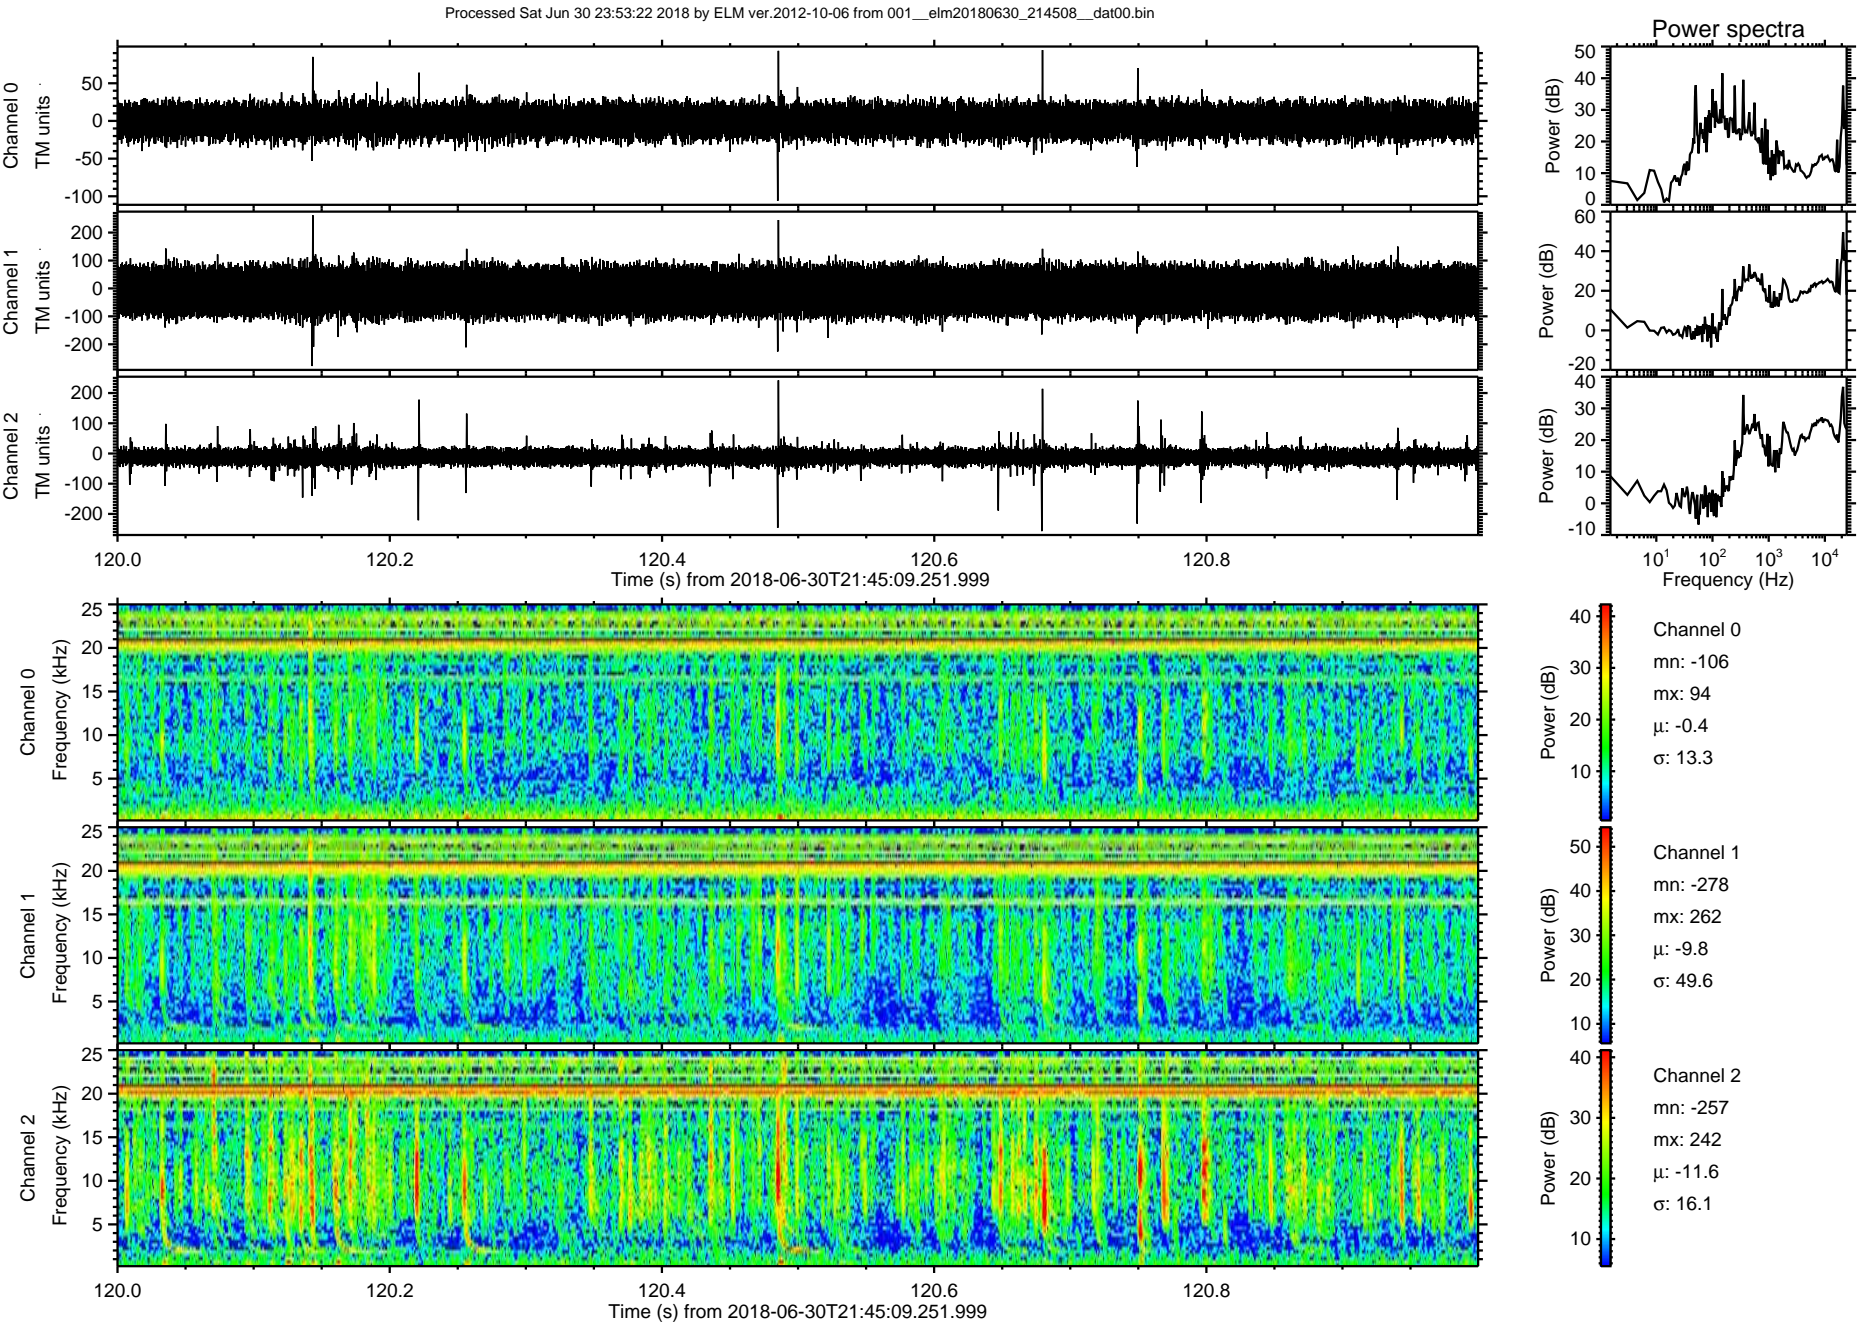 Processed Sat Jun 30 23:53:22 2018 by ELM ver.2012-10-06 from 001__elm20180630_214508__dat00.bin
Power spectra
Channel 0
TM units
50
0
-50
-100
Power (dB)
50
40
30
20
10
0
Channel 1
TM units
200
100
0
-100
-200
Power (dB)
60
40
20
0
-20
Channel 2
TM units
200
100
0
-100
-200
Power (dB)
40
30
20
10
0
-10
120.0 120.2 120.4 120.6 120.8
Time (s) from 2018-06-30T21:45:09.251.999
10¹ 10² 10³ 10⁴
Frequency (Hz)
Channel 0
Frequency (kHz)
25
20
15
10
5
Power (dB)
40
30
20
10
Channel 0
mn: -106
mx: 94
μ: -0.4
σ: 13.3
Channel 1
Frequency (kHz)
25
20
15
10
5
Power (dB)
50
40
30
20
10
Channel 1
mn: -278
mx: 262
μ: -9.8
σ: 49.6
Channel 2
Frequency (kHz)
25
20
15
10
5
Power (dB)
40
30
20
10
Channel 2
mn: -257
mx: 242
μ: -11.6
σ: 16.1
120.0 120.2 120.4 120.6 120.8
Time (s) from 2018-06-30T21:45:09.251.999